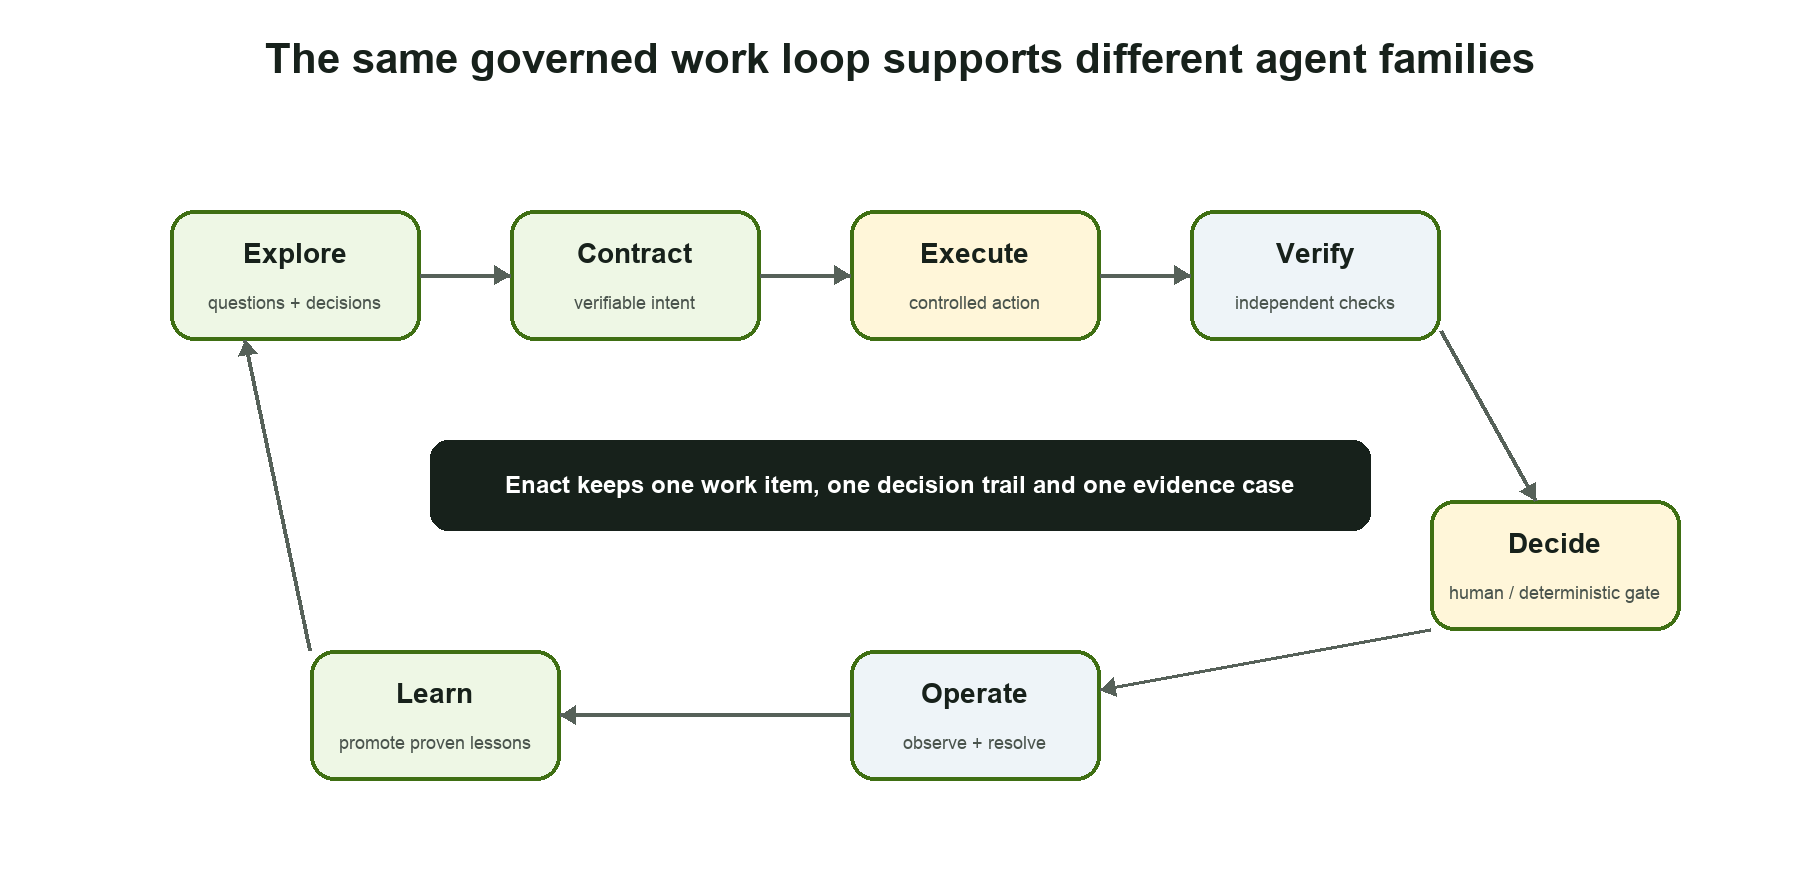 The same governed work loop supports different agent families
Explore
questions + decisions
Contract
verifiable intent
Execute
controlled action
Verify
independent checks
Enact keeps one work item, one decision trail and one evidence case
Decide
human / deterministic gate
Learn
promote proven lessons
Operate
observe + resolve